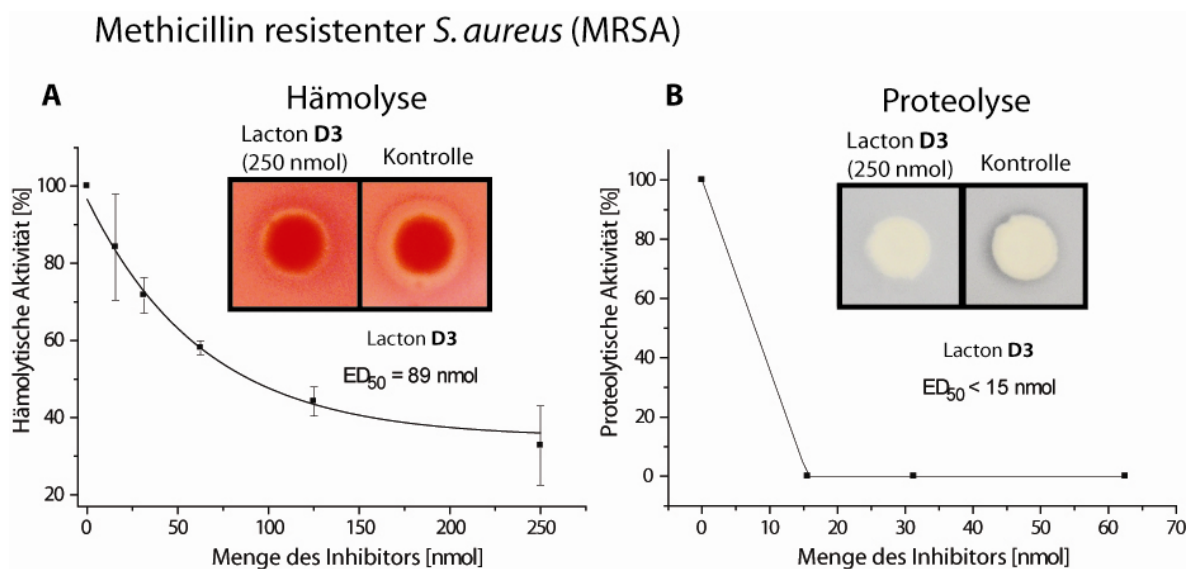 Methicillin resistenter S. aureus (MRSA)
A
Hämolyse
Lacton D3
(250 nmol)
Kontrolle
Hämolytische Aktivität [%]
100
80
60
40
20
Lacton D3
ED50 = 89 nmol
0
50
100
150
200
250
Menge des Inhibitors [nmol]
B
Proteolyse
Lacton D3
(250 nmol)
Kontrolle
Proteolytische Aktivität [%]
100
80
60
40
20
0
Lacton D3
ED50 < 15 nmol
0
10
20
30
40
50
60
70
Menge des Inhibitors [nmol]